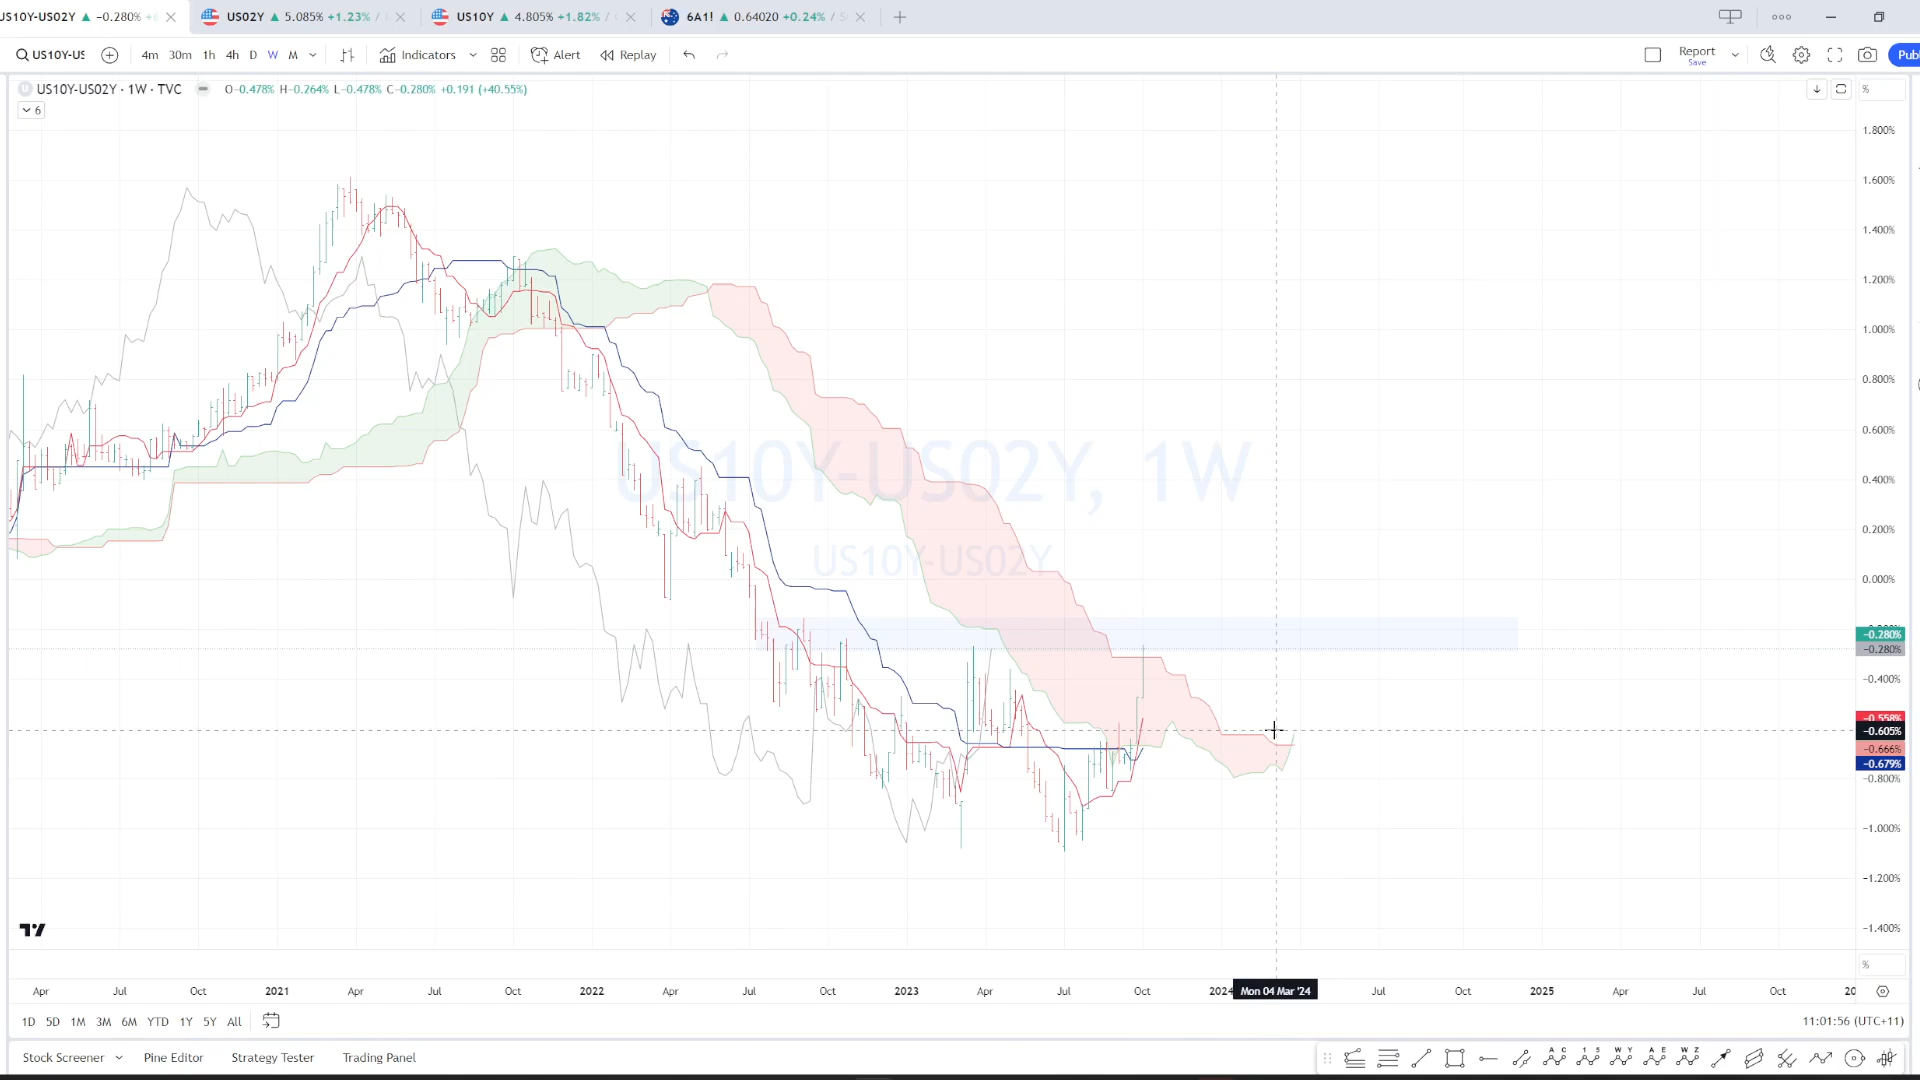 US10Y-US02Y ▲ −0.280%
US02Y ▲ 5.085% +1.23% /
US10Y ▲ 4.805% +1.82% /
6A1! ▲ 0.64020 +0.24% /
US10Y-US
4m 30m 1h 4h D W M
Indicators
Alert
Replay
Report
Save
Publ
US10Y-US02Y · 1W · TVC
O−0.478% H−0.264% L−0.478% C−0.280% +0.191 (+40.55%)
6
%
1.800%
1.600%
1.400%
1.200%
1.000%
0.800%
0.600%
US10Y-US02Y, 1W
0.400%
0.200%
US10Y-US02Y
0.000%
−0.280%
−0.280%
−0.400%
−0.558%
−0.605%
−0.666%
−0.679%
−0.800%
−1.000%
−1.200%
−1.400%
%
Apr Jul Oct 2021 Apr Jul Oct 2022 Apr Jul Oct 2023 Apr Jul Oct 2024 Mon 04 Mar '24 Jul Oct 2025 Apr Jul Oct 20
1D 5D 1M 3M 6M YTD 1Y 5Y All
11:01:56 (UTC+11)
Stock Screener Pine Editor Strategy Tester Trading Panel